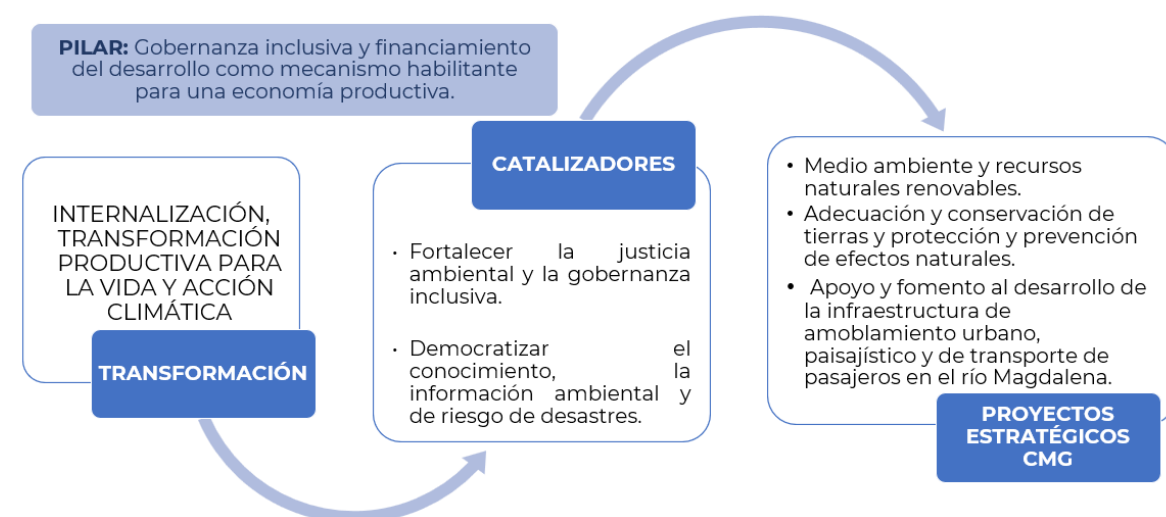 PILAR: Gobernanza inclusiva y financiamiento
del desarrollo como mecanismo habilitante
para una economía productiva.
INTERNALIZACIÓN,
TRANSFORMACIÓN
PRODUCTIVA PARA
LA VIDA Y ACCIÓN
CLIMÁTICA
TRANSFORMACIÓN
CATALIZADORES
• Fortalecer la justicia
ambiental y la gobernanza
inclusiva.
• Democratizar el
conocimiento, la
información ambiental y
de riesgo de desastres.
• Medio ambiente y recursos
naturales renovables.
• Adecuación y conservación de
tierras y protección y prevención
de efectos naturales.
• Apoyo y fomento al desarrollo de
la infraestructura de
amoblamiento urbano,
paisajístico y de transporte de
pasajeros en el río Magdalena.
PROYECTOS
ESTRATÉGICOS
CMG